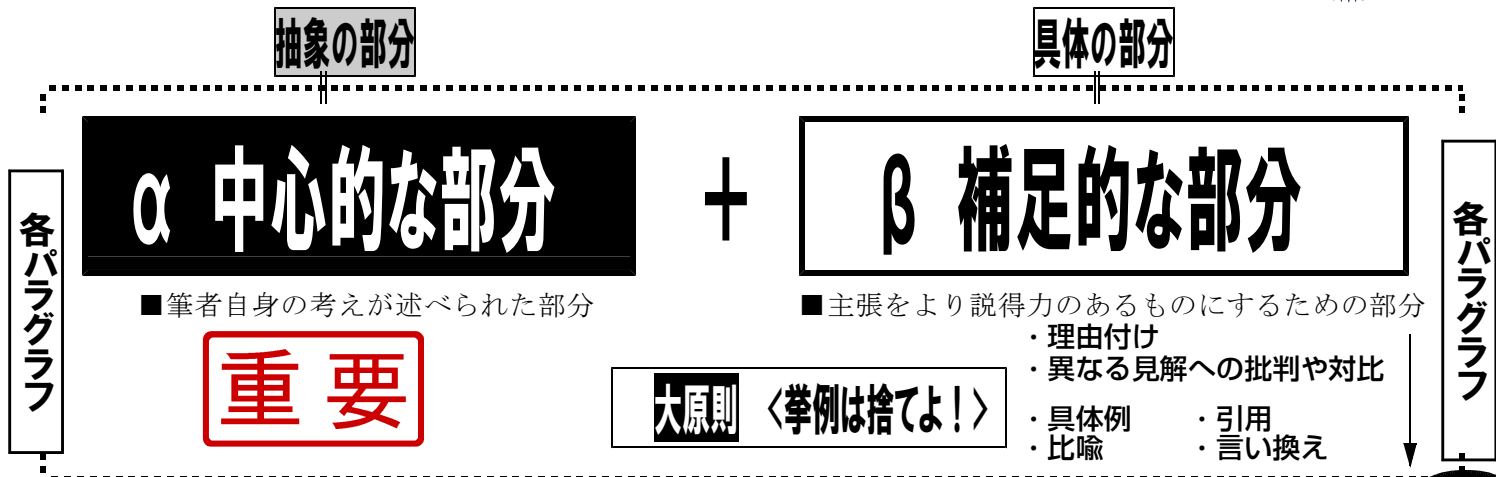 抽象の部分
具体の部分
各パラグラフ
α 中心的な部分
+
β 補足的な部分
各パラグラフ
■筆者自身の考えが述べられた部分
■主張をより説得力のあるものにするための部分
重要
・理由付け
・異なる見解への批判や対比
大原則 〈挙例は捨てよ！〉
・具体例 ・引用
・比喩 ・言い換え